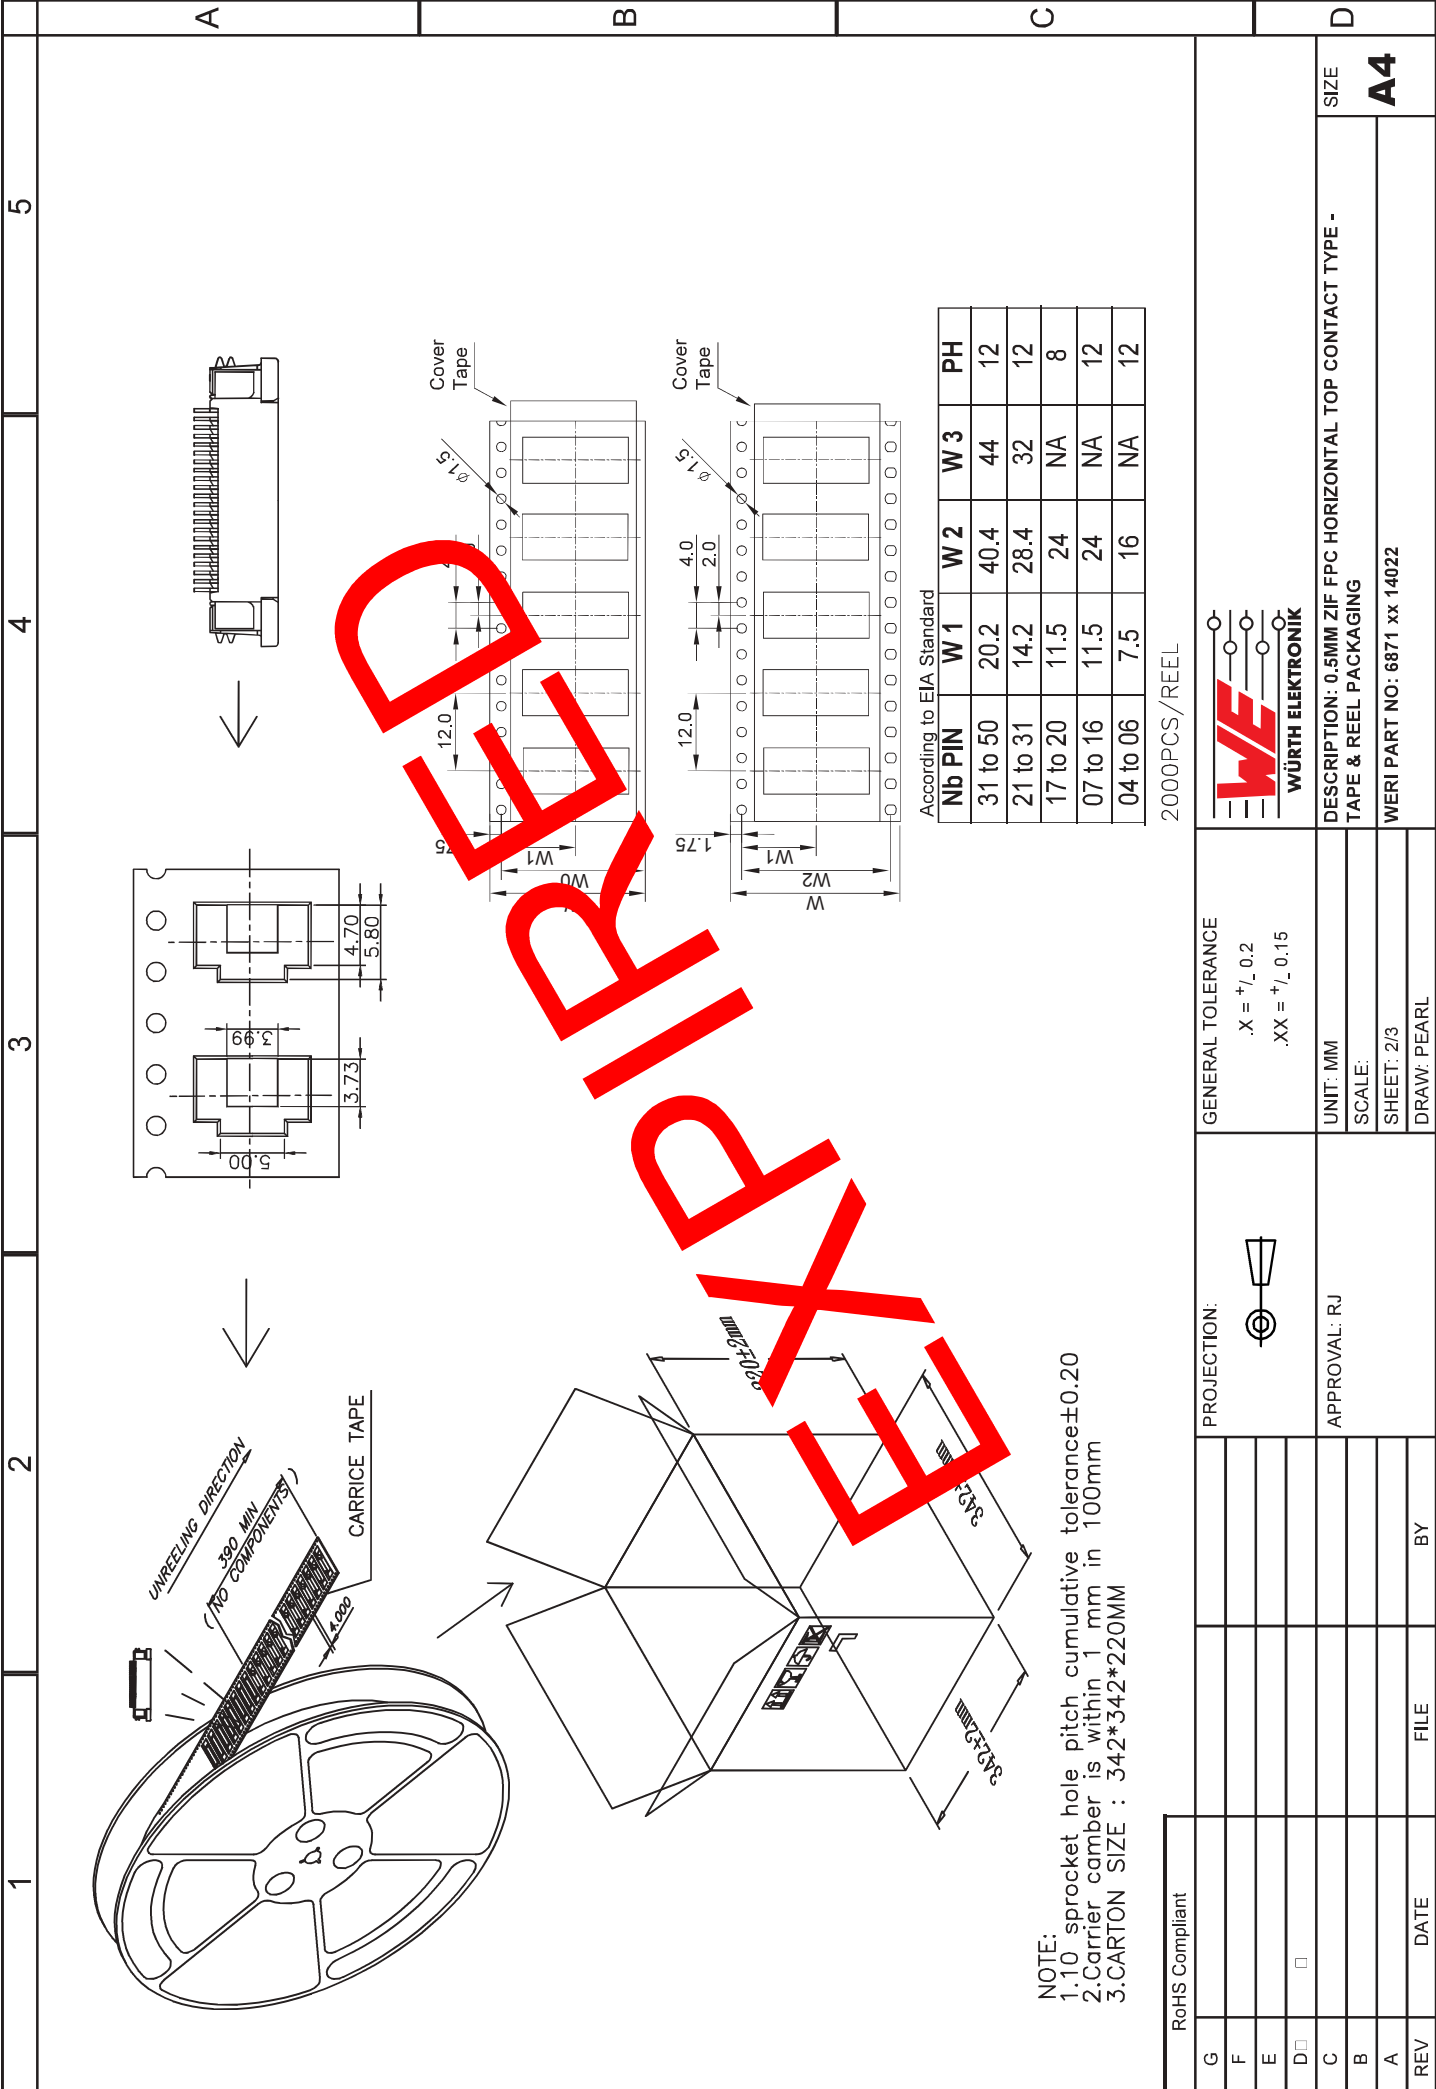 1 2 3 4 5
A
B
C
D
UNREELING DIRECTION
390 MIN
(NO COMPONENTS)
4.000
CARRICE TAPE
5.00
3.99
3.73
4.70
5.80
12.0
Ø1.5
W1
W0
Cover
Tape
1.75
W1
W2
W
12.0
4.0
2.0
Ø1.5
Cover
Tape
According to EIA Standard
Nb PIN W 1 W 2 W 3 PH
31 to 50 20.2 40.4 44 12
21 to 31 14.2 28.4 32 12
17 to 20 11.5 24 NA 8
07 to 16 11.5 24 NA 12
04 to 06 7.5 16 NA 12
2000PCS/REEL
342±2mm
EXPIRED
NOTE:
1.10 sprocket hole pitch cumulative tolerance±0.20
2.Carrier camber is within 1 mm in 100mm
3.CARTON SIZE : 342*342*220MM
RoHS Compliant
G
F
E
D
C
B
A
REV DATE FILE BY
PROJECTION:
APPROVAL: RJ
GENERAL TOLERANCE
.X = +/_ 0.2
.XX = +/_ 0.15
UNIT: MM
SCALE:
SHEET: 2/3
DRAW: PEARL
WE
WÜRTH ELEKTRONIK
DESCRIPTION: 0.5MM ZIF FPC HORIZONTAL TOP CONTACT TYPE -
TAPE & REEL PACKAGING
WERI PART NO: 6871 xx 14022
SIZE
A4